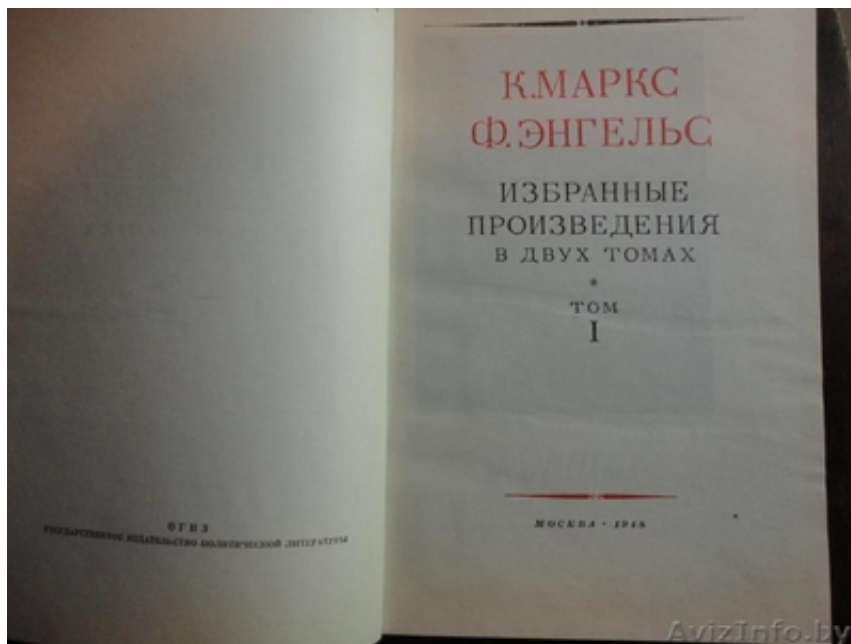 ОГИЗ
ГОСУДАРСТВЕННОЕ ИЗДАТЕЛЬСТВО ПОЛИТИЧЕСКОЙ ЛИТЕРАТУРЫ
К. МАРКС
Ф. ЭНГЕЛЬС
ИЗБРАННЫЕ
ПРОИЗВЕДЕНИЯ
В ДВУХ ТОМАХ
*
ТОМ
I
МОСКВА • 1948
AvizInfo.by